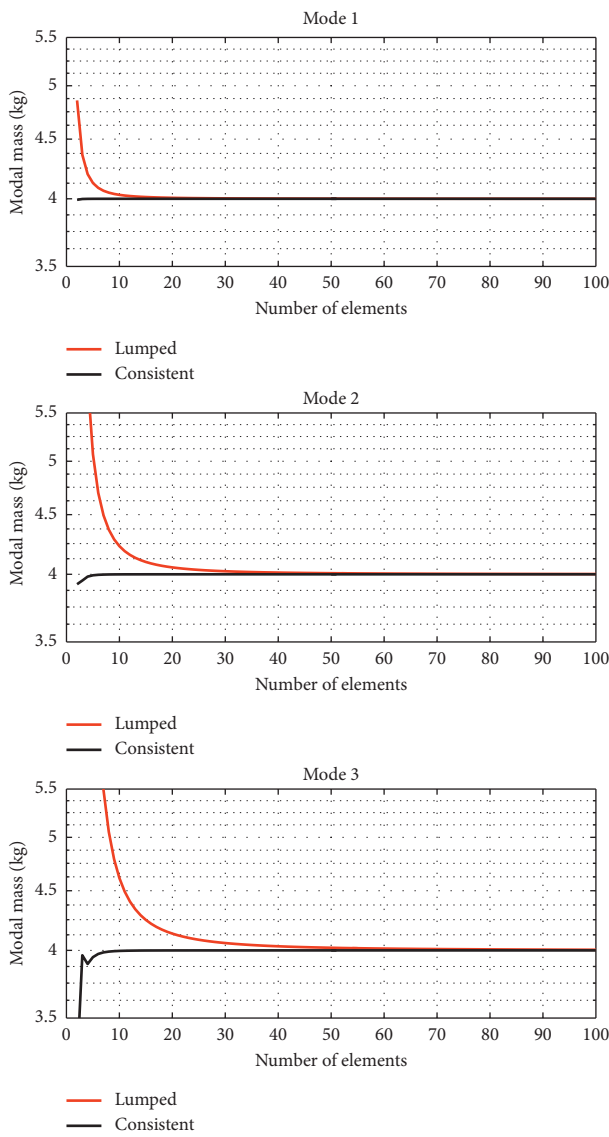 Mode 1
Modal mass (kg)
5.5
5
4.5
4
3.5
0 10 20 30 40 50 60 70 80 90 100
Number of elements
Lumped
Consistent
Mode 2
Modal mass (kg)
5.5
5
4.5
4
3.5
0 10 20 30 40 50 60 70 80 90 100
Number of elements
Lumped
Consistent
Mode 3
Modal mass (kg)
5.5
5
4.5
4
3.5
0 10 20 30 40 50 60 70 80 90 100
Number of elements
Lumped
Consistent